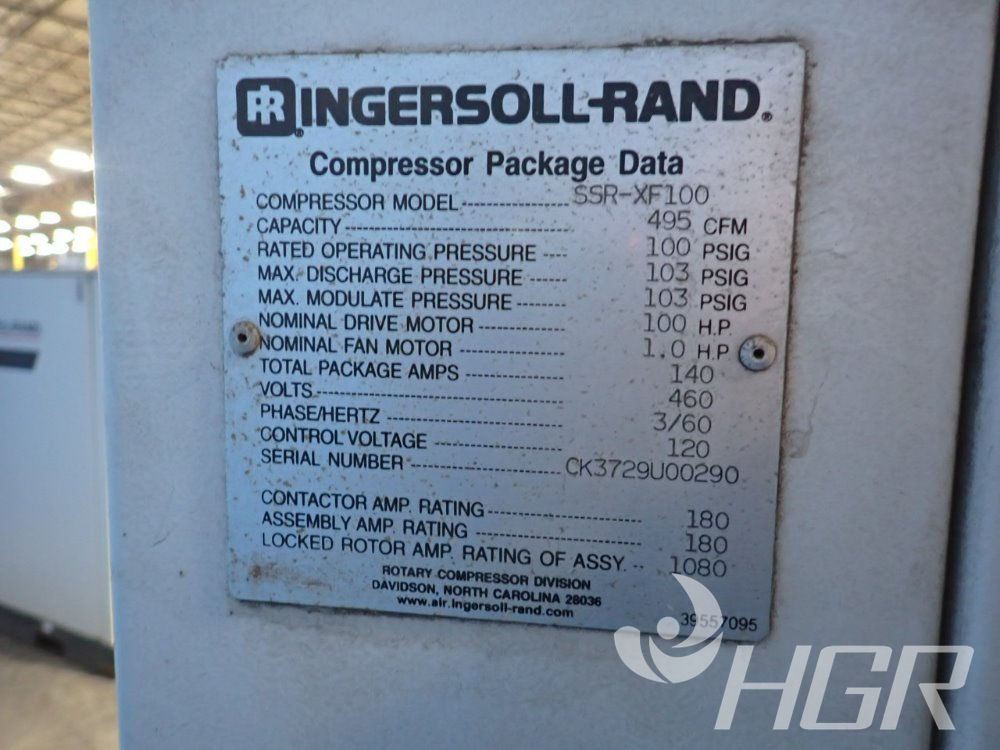 IR INGERSOLL-RAND®
Compressor Package Data
COMPRESSOR MODEL------------------ SSR-XF100
CAPACITY-------------------------------------- 495 CFM
RATED OPERATING PRESSURE ---- 100 PSIG
MAX. DISCHARGE PRESSURE -------- 103 PSIG
MAX. MODULATE PRESSURE --------- 103 PSIG
NOMINAL DRIVE MOTOR --------------- 100 H.P.
NOMINAL FAN MOTOR ------------------ 1.0 H.P
TOTAL PACKAGE AMPS ----------------- 140
VOLTS------------------------------------------ 460
PHASE/HERTZ ------------------------------ 3/60
CONTROL VOLTAGE ---------------------- 120
SERIAL NUMBER -------------------------- CK3729U00290
CONTACTOR AMP. RATING-------------------------- 180
ASSEMBLY AMP. RATING ---------------------------- 180
LOCKED ROTOR AMP. RATING OF ASSY. -- 1080
ROTARY COMPRESSOR DIVISION
DAVIDSON, NORTH CAROLINA 28036
www.air.ingersoll-rand.com
39557095
HGR